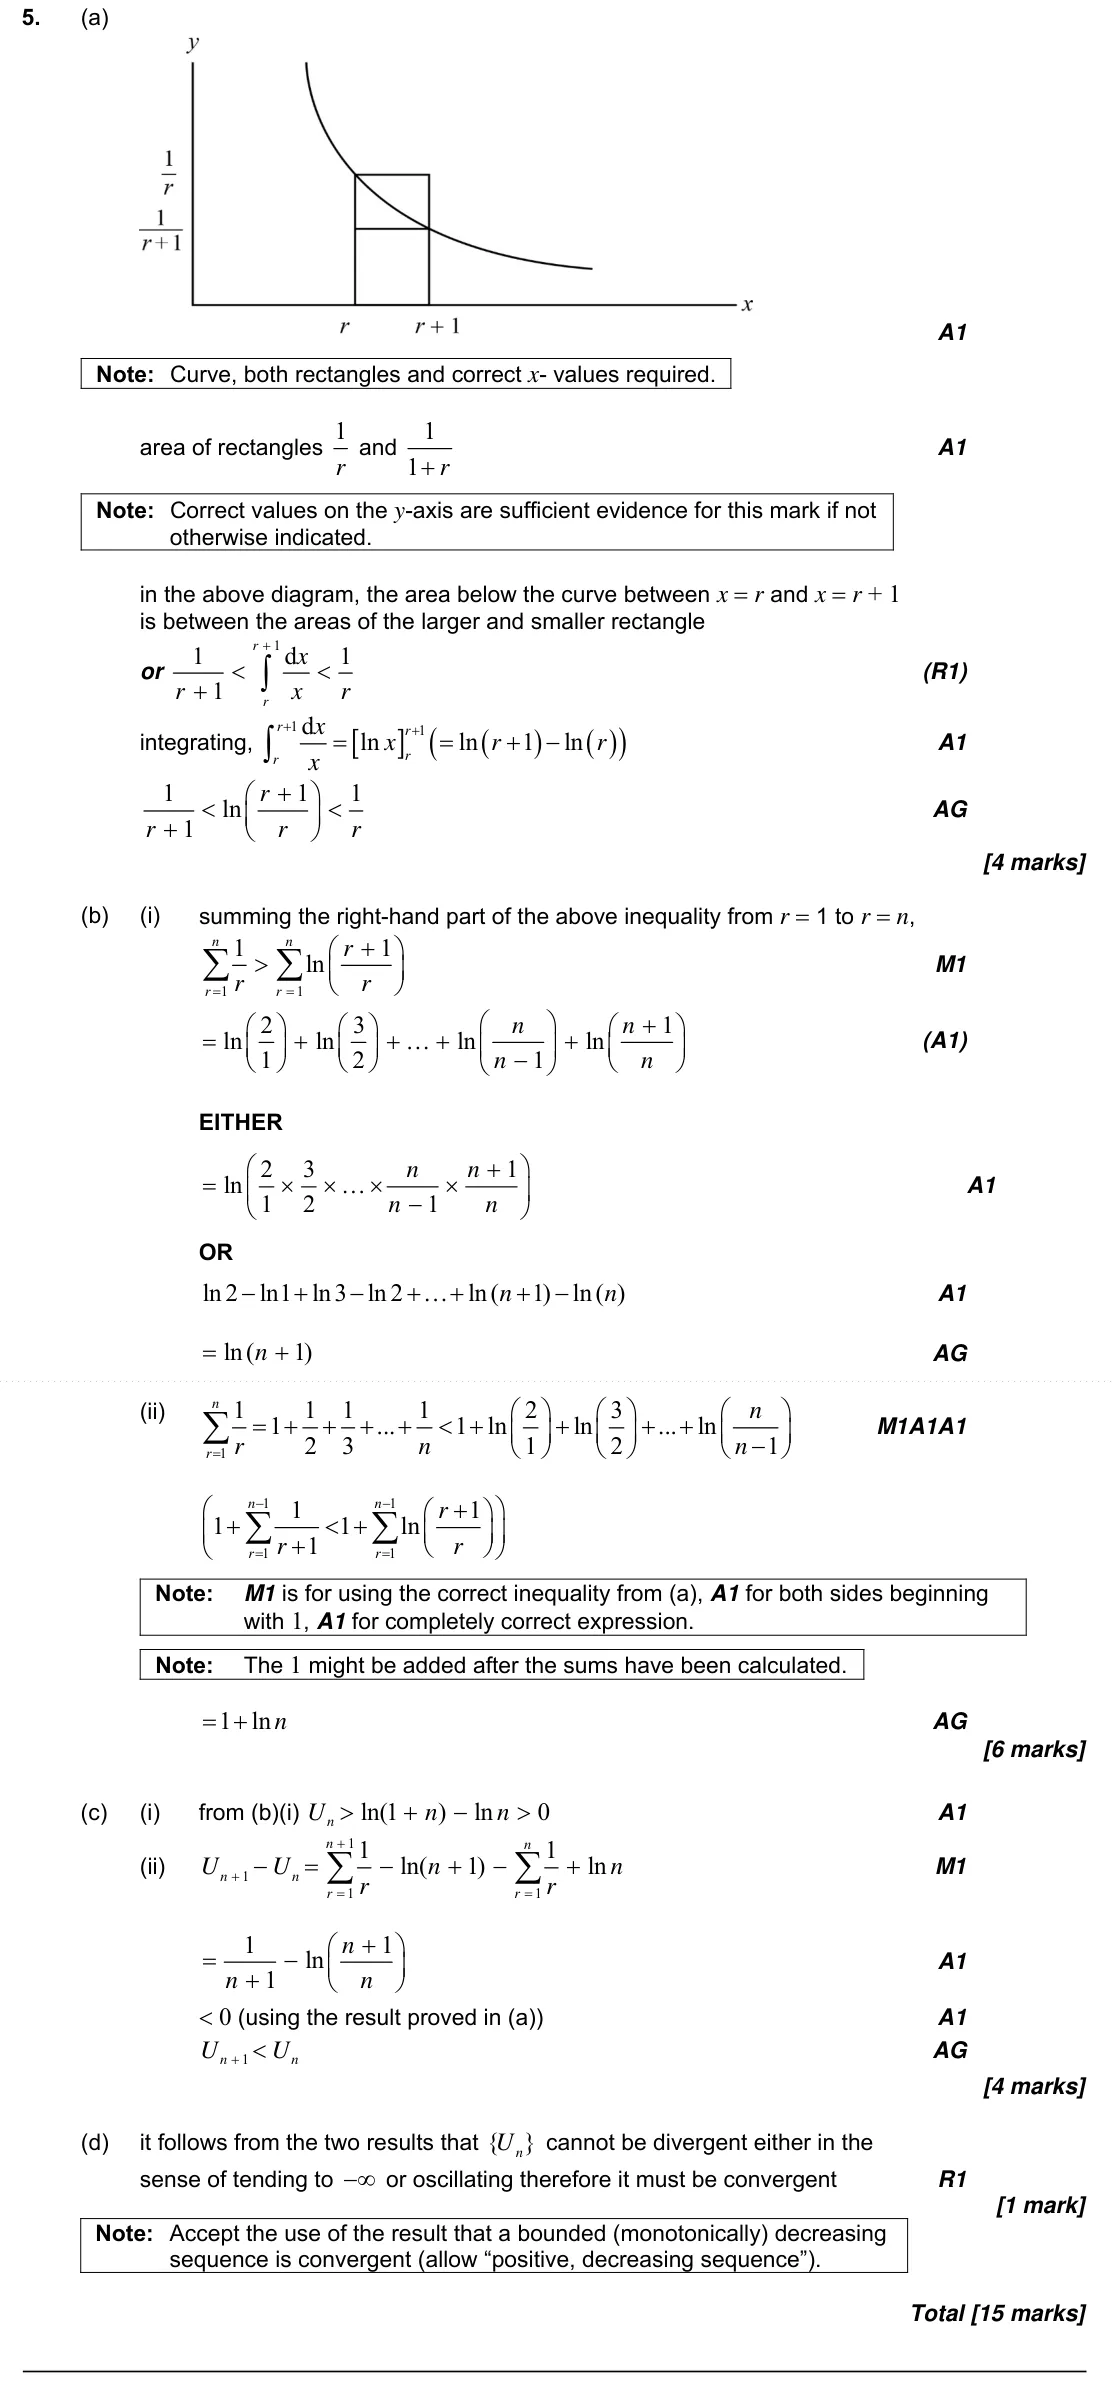 5. (a)
y
1/r
1/(r+1)
x
r r + 1
A1
Note: Curve, both rectangles and correct x- values required.
area of rectangles 1/r and 1/(1+r) A1
Note: Correct values on the y-axis are sufficient evidence for this mark if not
otherwise indicated.
in the above diagram, the area below the curve between x = r and x = r + 1
is between the areas of the larger and smaller rectangle
or 1/(r + 1) < ∫_r^(r+1) dx/x < 1/r (R1)
integrating, ∫_r^(r+1) dx/x = [ln x]_r^(r+1) (= ln(r+1) − ln(r)) A1
1/(r + 1) < ln((r + 1)/r) < 1/r AG
[4 marks]
(b) (i) summing the right-hand part of the above inequality from r = 1 to r = n,
∑_(r=1)^n 1/r > ∑_(r=1)^n ln((r + 1)/r) M1
= ln(2/1) + ln(3/2) + … + ln(n/(n − 1)) + ln((n + 1)/n) (A1)
EITHER
= ln(2/1 × 3/2 × … × n/(n − 1) × (n + 1)/n) A1
OR
ln 2 − ln 1 + ln 3 − ln 2 + … + ln(n + 1) − ln(n) A1
= ln(n + 1) AG
(ii) ∑_(r=1)^n 1/r = 1 + 1/2 + 1/3 + ... + 1/n < 1 + ln(2/1) + ln(3/2) + ... + ln(n/(n−1)) M1A1A1
(1 + ∑_(r=1)^(n−1) 1/(r+1) < 1 + ∑_(r=1)^(n−1) ln((r+1)/r))
Note: M1 is for using the correct inequality from (a), A1 for both sides beginning
with 1, A1 for completely correct expression.
Note: The 1 might be added after the sums have been calculated.
= 1 + ln n AG
[6 marks]
(c) (i) from (b)(i) U_n > ln(1 + n) − ln n > 0 A1
(ii) U_(n+1) − U_n = ∑_(r=1)^(n+1) 1/r − ln(n + 1) − ∑_(r=1)^n 1/r + ln n M1
= 1/(n + 1) − ln((n + 1)/n) A1
< 0 (using the result proved in (a)) A1
U_(n+1) < U_n AG
[4 marks]
(d) it follows from the two results that {U_n} cannot be divergent either in the
sense of tending to −∞ or oscillating therefore it must be convergent R1
[1 mark]
Note: Accept the use of the result that a bounded (monotonically) decreasing
sequence is convergent (allow “positive, decreasing sequence”).
Total [15 marks]